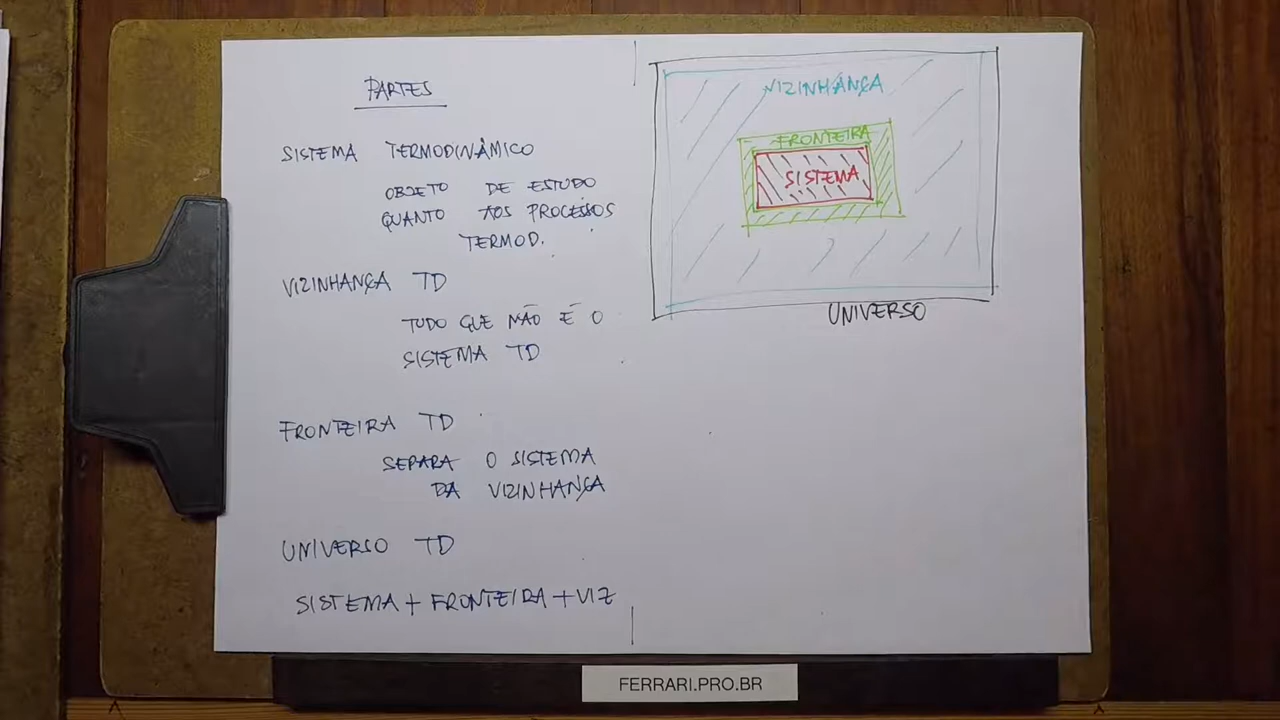 PARTES
SISTEMA TERMODINÂMICO
OBJETO DE ESTUDO
QUANTO AOS PROCESSOS
TERMOD.
VIZINHANÇA TD
TUDO QUE NÃO É O
SISTEMA TD
FRONTEIRA TD
SEPARA O SISTEMA
DA VIZINHANÇA
UNIVERSO TD
SISTEMA + FRONTEIRA + VIZ
VIZINHANÇA
FRONTEIRA
SISTEMA
UNIVERSO
FERRARI.PRO.BR